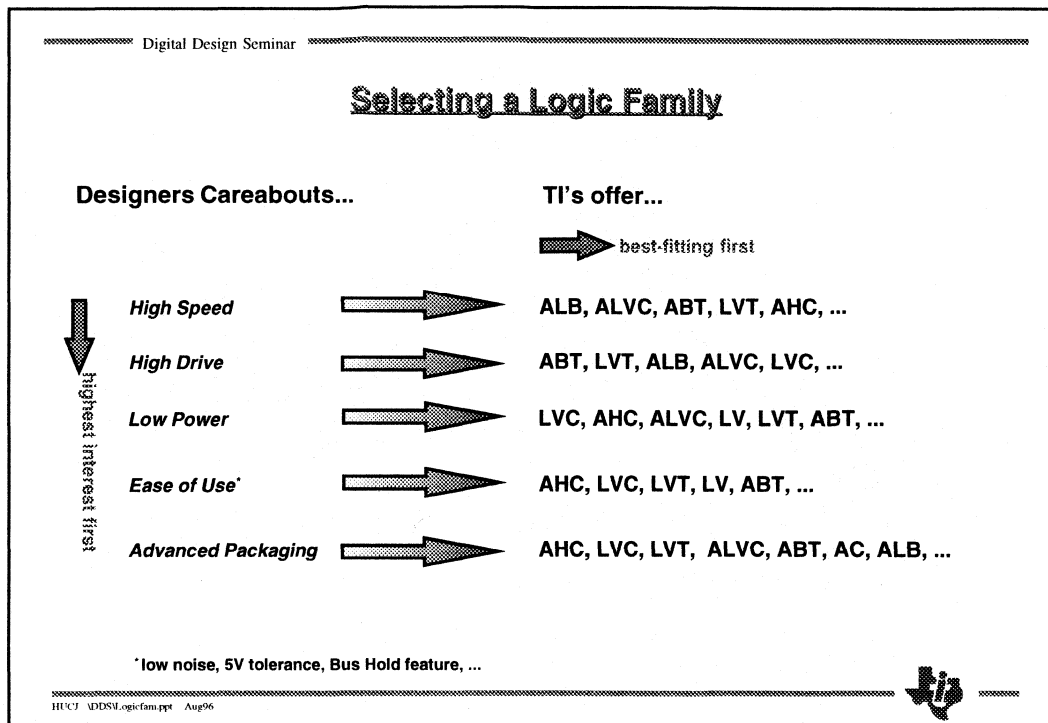 Digital Design Seminar
Selecting a Logic Family
Designers Careabouts...
TI's offer...
best-fitting first
highest interest first
High Speed
ALB, ALVC, ABT, LVT, AHC, ...
High Drive
ABT, LVT, ALB, ALVC, LVC, ...
Low Power
LVC, AHC, ALVC, LV, LVT, ABT, ...
Ease of Use*
AHC, LVC, LVT, LV, ABT, ...
Advanced Packaging
AHC, LVC, LVT, ALVC, ABT, AC, ALB, ...
*low noise, 5V tolerance, Bus Hold feature, ...
HUCJ \DDS\Logicfam.ppt Aug96
ti